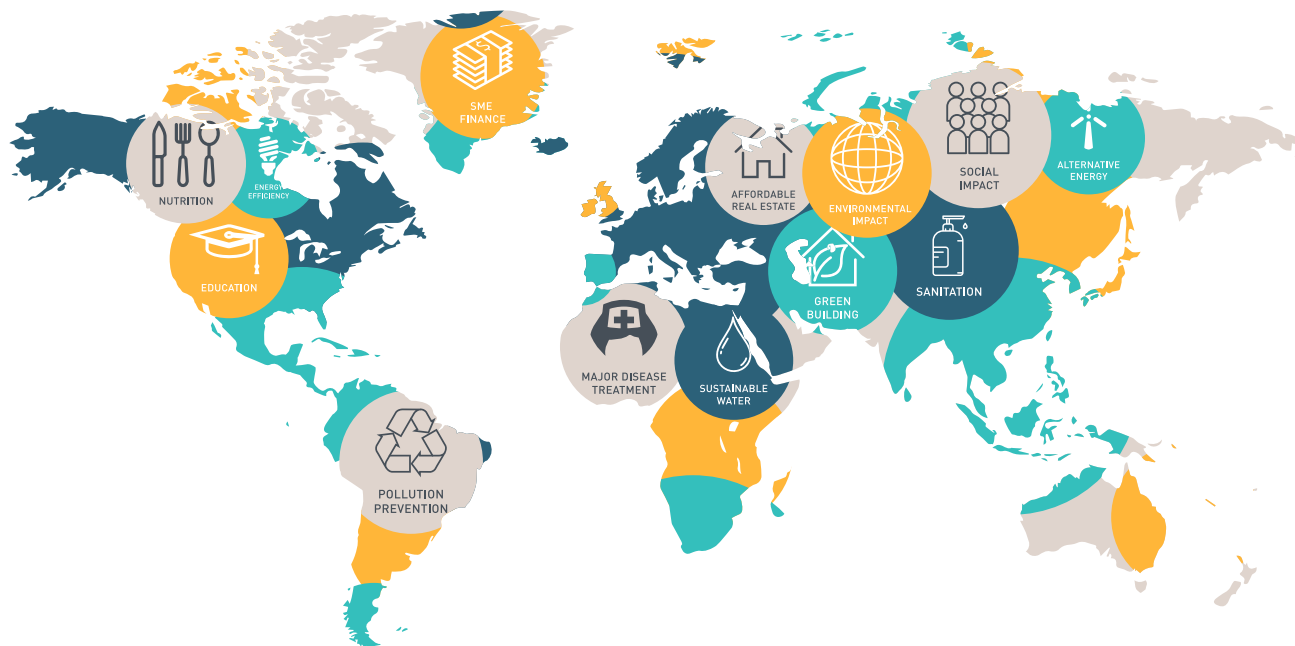 SME
FINANCE
NUTRITION
ENERGY
EFFICIENCY
EDUCATION
POLLUTION
PREVENTION
AFFORDABLE
REAL ESTATE
ENVIRONMENTAL
IMPACT
SOCIAL
IMPACT
ALTERNATIVE
ENERGY
GREEN
BUILDING
SANITATION
MAJOR DISEASE
TREATMENT
SUSTAINABLE
WATER